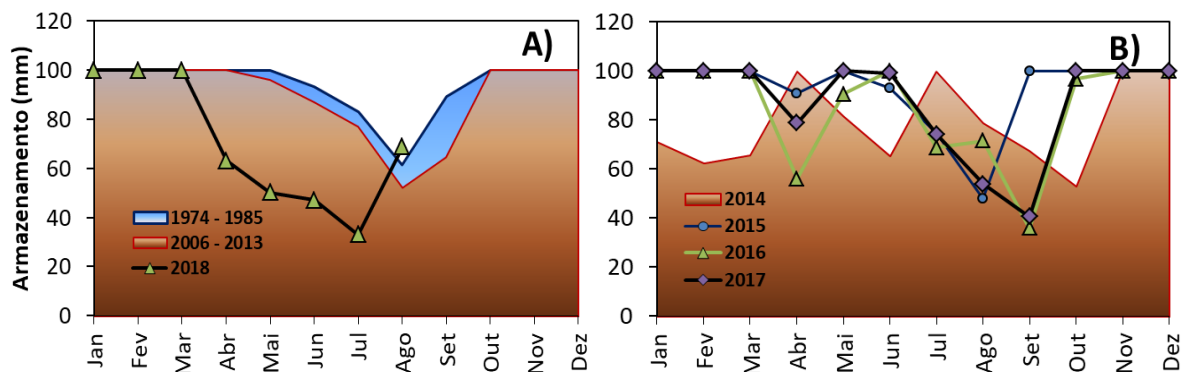 A)
Armazenamento (mm)
120
100
80
60
40
20
0
1974 - 1985
2006 - 2013
2018
Jan Fev Mar Abr Mai Jun Jul Ago Set Out Nov Dez
B)
120
100
80
60
40
20
0
2014
2015
2016
2017
Jan Fev Mar Abr Mai Jun Jul Ago Set Out Nov Dez